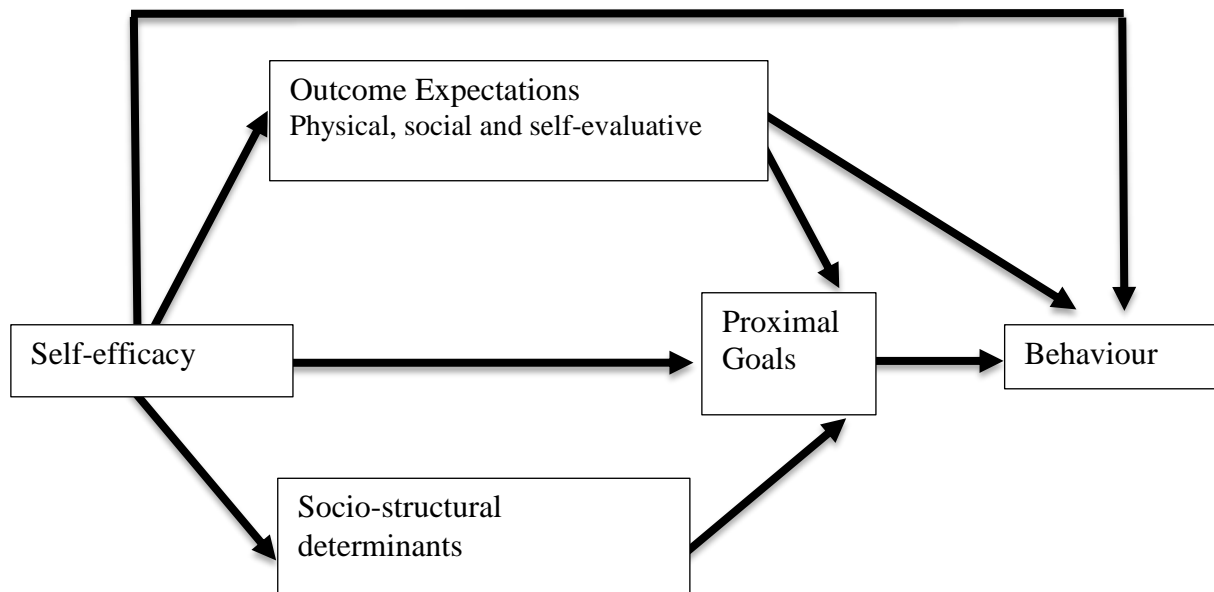 Outcome Expectations
Physical, social and self-evaluative
Self-efficacy
Proximal
Goals
Behaviour
Socio-structural
determinants